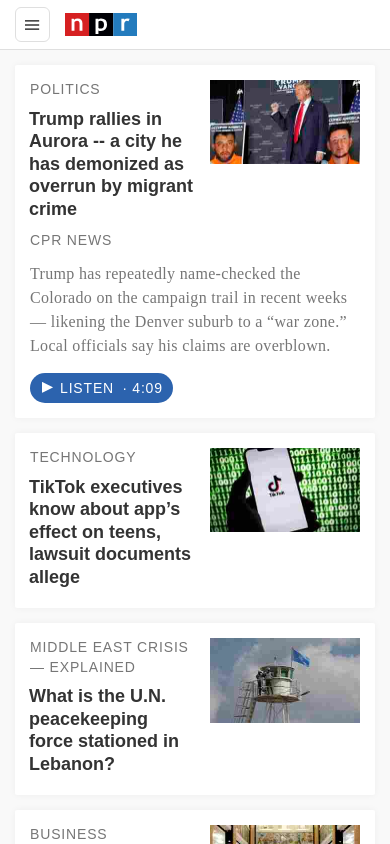 npr
POLITICS
Trump rallies in
Aurora -- a city he
has demonized as
overrun by migrant
crime
CPR NEWS
Trump has repeatedly name-checked the
Colorado on the campaign trail in recent weeks
— likening the Denver suburb to a “war zone.”
Local officials say his claims are overblown.
LISTEN · 4:09
TECHNOLOGY
TikTok executives
know about app’s
effect on teens,
lawsuit documents
allege
TikTok
MIDDLE EAST CRISIS
— EXPLAINED
What is the U.N.
peacekeeping
force stationed in
Lebanon?
BUSINESS